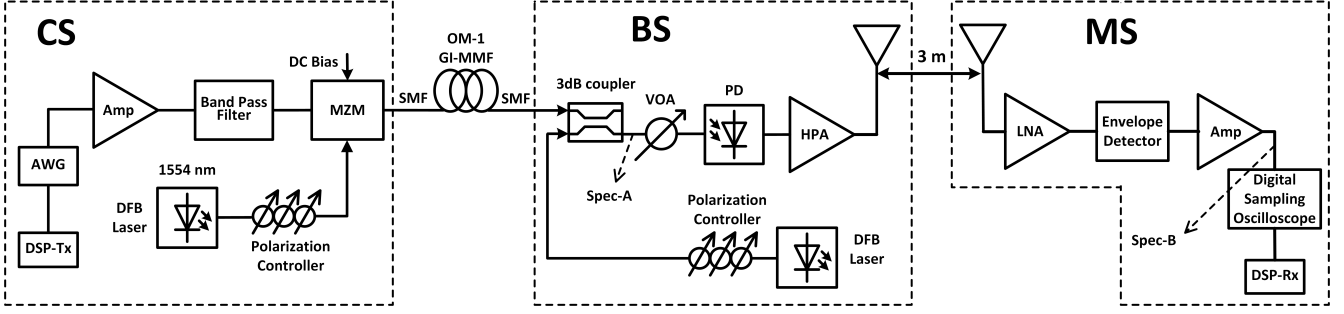 CS
DC Bias
Amp
Band Pass
Filter
MZM
AWG
DSP-Tx
1554 nm
DFB
Laser
Polarization
Controller
OM-1
GI-MMF
SMF
SMF
BS
3dB coupler
VOA
PD
HPA
Spec-A
Polarization
Controller
DFB
Laser
3 m
MS
LNA
Envelope
Detector
Amp
Digital
Sampling
Oscilloscope
Spec-B
DSP-Rx